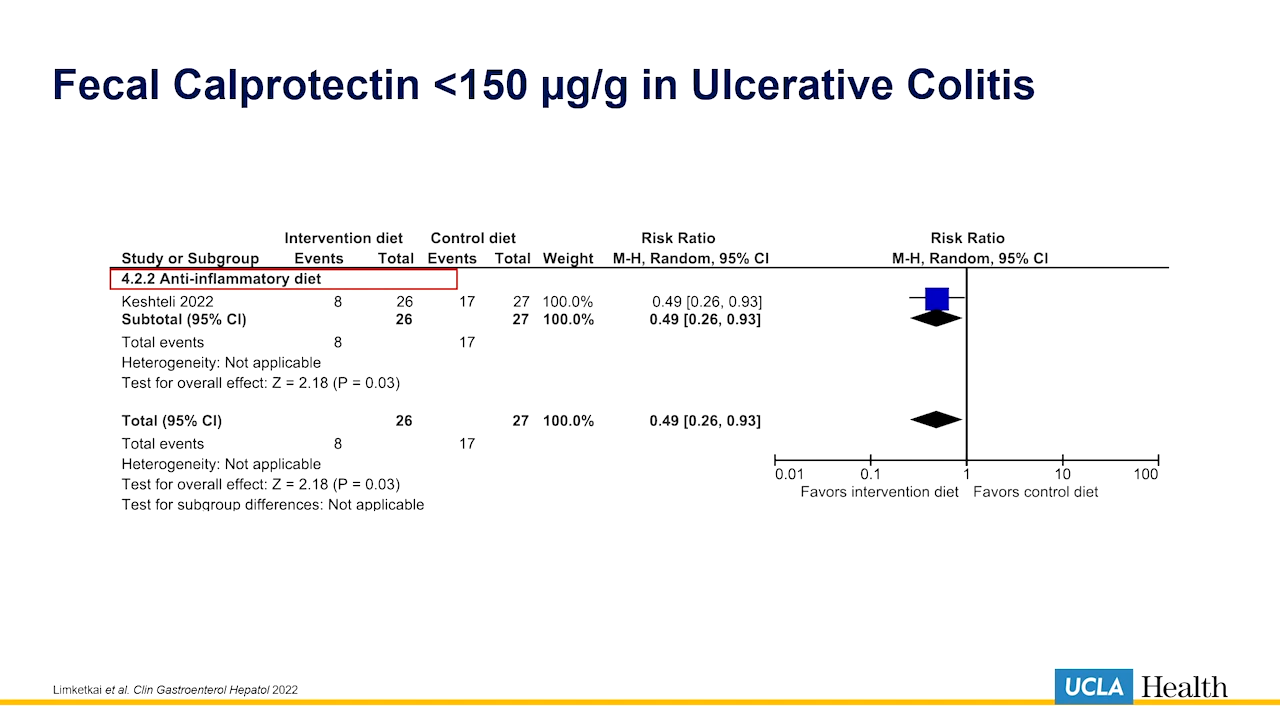 Fecal Calprotectin <150 µg/g in Ulcerative Colitis
Intervention diet Control diet Risk Ratio Risk Ratio
Study or Subgroup Events Total Events Total Weight M-H, Random, 95% CI M-H, Random, 95% CI
4.2.2 Anti-inflammatory diet
Keshteli 2022 8 26 17 27 100.0% 0.49 [0.26, 0.93]
Subtotal (95% CI) 26 27 100.0% 0.49 [0.26, 0.93]
Total events 8 17
Heterogeneity: Not applicable
Test for overall effect: Z = 2.18 (P = 0.03)
Total (95% CI) 26 27 100.0% 0.49 [0.26, 0.93]
Total events 8 17
Heterogeneity: Not applicable
Test for overall effect: Z = 2.18 (P = 0.03)
Test for subgroup differences: Not applicable
0.01 0.1 1 10 100
Favors intervention diet Favors control diet
Limketkai et al. Clin Gastroenterol Hepatol 2022
UCLA Health